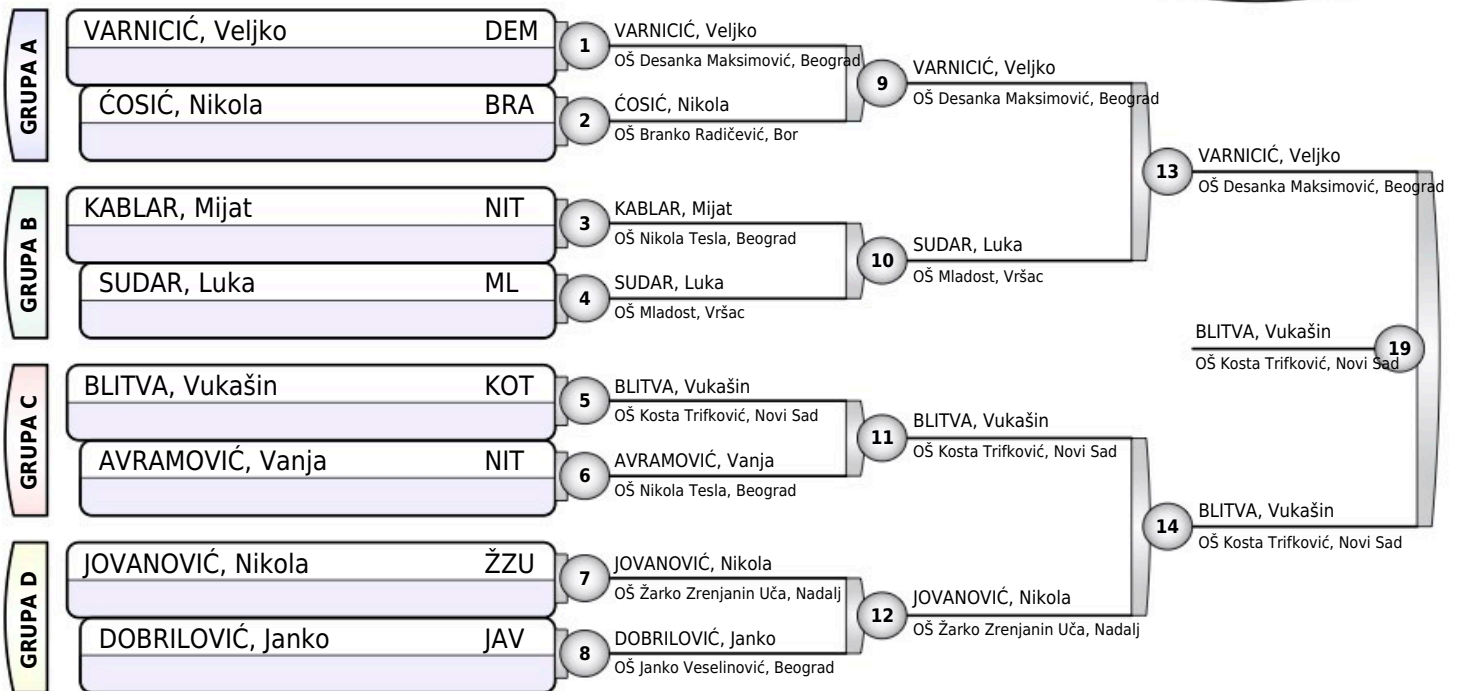 GRUPA A
VARNICIĆ, Veljko DEM
ĆOSIĆ, Nikola BRA
1
VARNICIĆ, Veljko
OŠ Desanka Maksimović, Beograd
2
ĆOSIĆ, Nikola
OŠ Branko Radičević, Bor
9
VARNICIĆ, Veljko
OŠ Desanka Maksimović, Beograd
GRUPA B
KABLAR, Mijat NIT
SUDAR, Luka ML
3
KABLAR, Mijat
OŠ Nikola Tesla, Beograd
4
SUDAR, Luka
OŠ Mladost, Vršac
10
SUDAR, Luka
OŠ Mladost, Vršac
13
VARNICIĆ, Veljko
OŠ Desanka Maksimović, Beograd
GRUPA C
BLITVA, Vukašin KOT
AVRAMOVIĆ, Vanja NIT
5
BLITVA, Vukašin
OŠ Kosta Trifković, Novi Sad
6
AVRAMOVIĆ, Vanja
OŠ Nikola Tesla, Beograd
11
BLITVA, Vukašin
OŠ Kosta Trifković, Novi Sad
GRUPA D
JOVANOVIĆ, Nikola ŽZU
DOBRILOVIĆ, Janko JAV
7
JOVANOVIĆ, Nikola
OŠ Žarko Zrenjanin Uča, Nadalj
8
DOBRILOVIĆ, Janko
OŠ Janko Veselinović, Beograd
12
JOVANOVIĆ, Nikola
OŠ Žarko Zrenjanin Uča, Nadalj
14
BLITVA, Vukašin
OŠ Kosta Trifković, Novi Sad
BLITVA, Vukašin
19
OŠ Kosta Trifković, Novi Sad